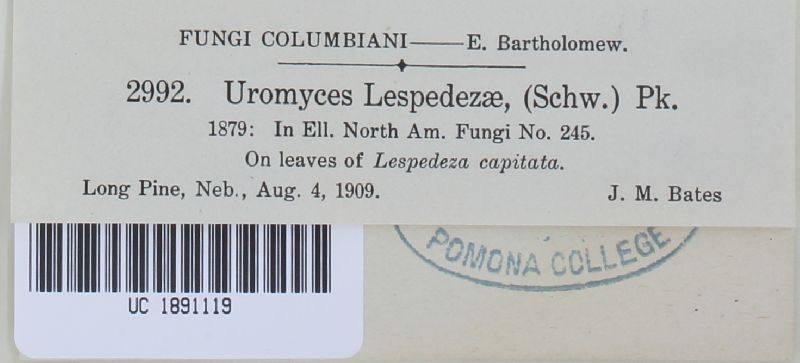 FUNGI COLUMBIANI—E. Bartholomew.
2992. Uromyces Lespedezæ, (Schw.) Pk.
1879: In Ell. North Am. Fungi No. 245.
On leaves of Lespedeza capitata.
Long Pine, Neb., Aug. 4, 1909. J. M. Bates
POMONA COLLEGE
UC 1891119